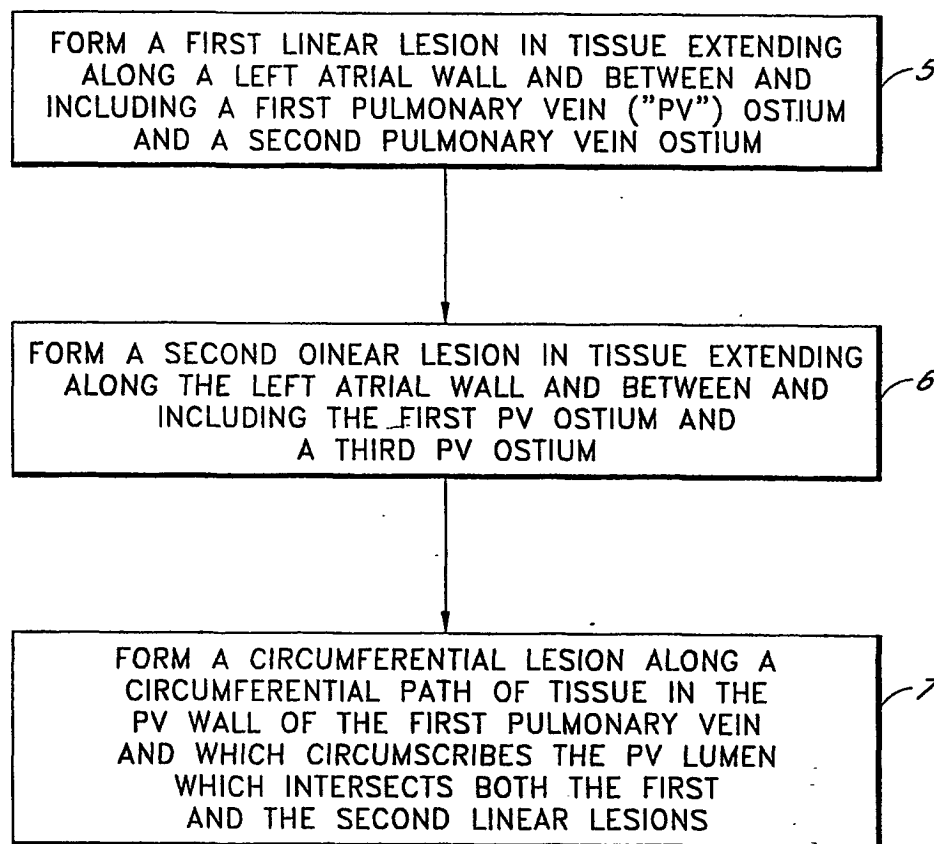 FORM A FIRST LINEAR LESION IN TISSUE EXTENDING
ALONG A LEFT ATRIAL WALL AND BETWEEN AND
INCLUDING A FIRST PULMONARY VEIN ("PV") OSTIUM
AND A SECOND PULMONARY VEIN OSTIUM
5
FORM A SECOND OINEAR LESION IN TISSUE EXTENDING
ALONG THE LEFT ATRIAL WALL AND BETWEEN AND
INCLUDING THE FIRST PV OSTIUM AND
A THIRD PV OSTIUM
6
FORM A CIRCUMFERENTIAL LESION ALONG A
CIRCUMFERENTIAL PATH OF TISSUE IN THE
PV WALL OF THE FIRST PULMONARY VEIN
AND WHICH CIRCUMSCRIBES THE PV LUMEN
WHICH INTERSECTS BOTH THE FIRST
AND THE SECOND LINEAR LESIONS
7